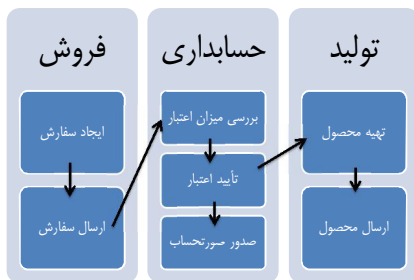 فروش
ایجاد سفارش
ارسال سفارش
حسابداری
بررسی میزان اعتبار
تأیید اعتبار
صدور صورتحساب
تولید
تهیه محصول
ارسال محصول